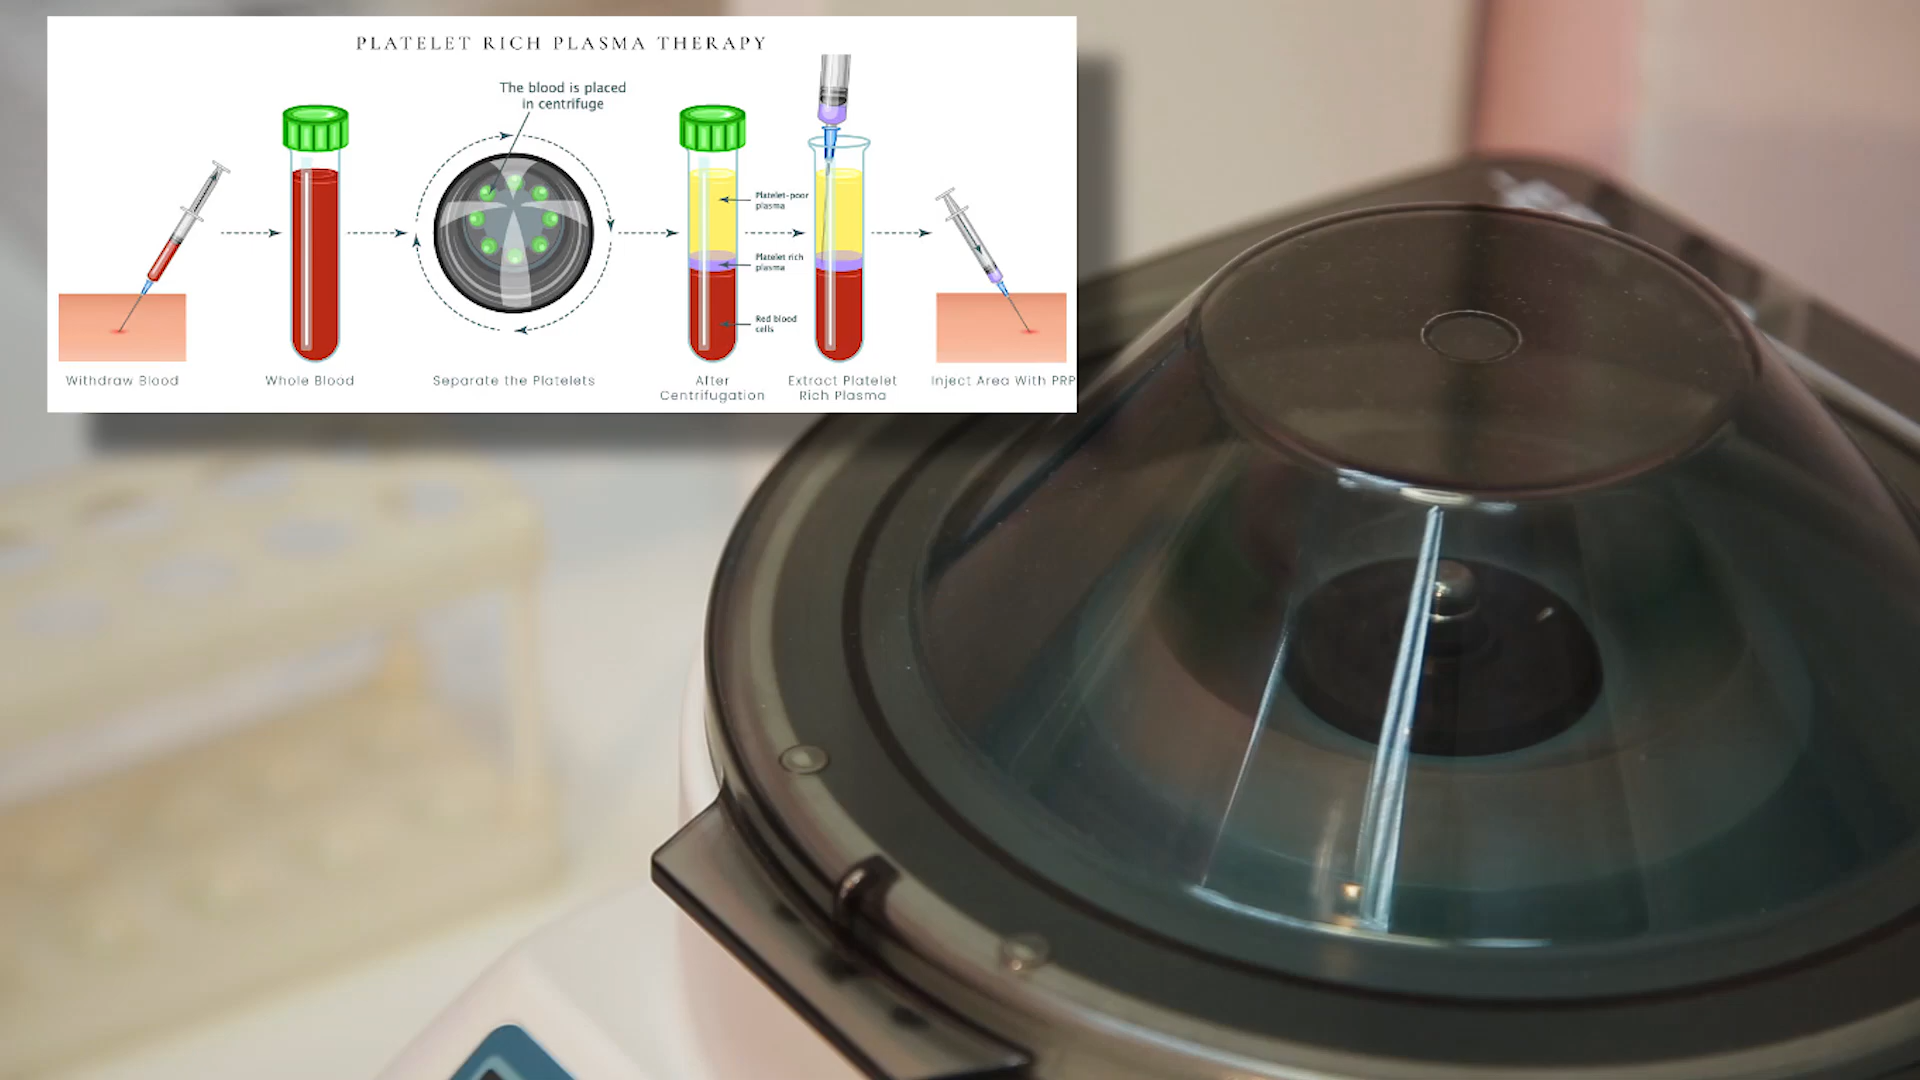 PLATELET RICH PLASMA THERAPY
The blood is placed
in centrifuge
Platelet-poor
plasma
Platelet rich
plasma
Red blood
cells
Withdraw Blood
Whole Blood
Separate the Platelets
After
Centrifugation
Extract Platelet
Rich Plasma
Inject Area With PRP